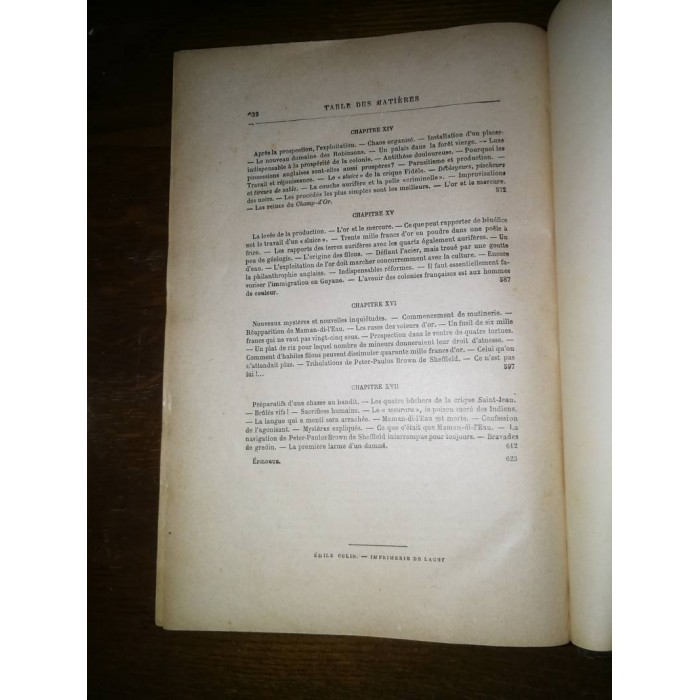 632 TABLE DES MATIÈRES
CHAPITRE XIV
Après la prospection, l'exploitation. — Chaos organisé. — Installation d'un placer.
— Le nouveau domaine des Robinsons. — Un palais dans la forêt vierge. — Luxe
indispensable à la prospérité de la colonie. — Antithèse douloureuse. — Pourquoi les
possessions anglaises sont-elles aussi prospères? — Parasitisme et production. —
Travail et réjouissance. — Le « sluice » de la crique Fidèle. — Débloyeurs, piocheurs
et tireurs de sable. — La couche aurifère et la pelle « criminelle ». — Improvisations
des noirs. — Les procédés les plus simples sont les meilleurs. — L'or et le mercure.
— Les reines du Champ-d'Or. 572
CHAPITRE XV
La levée de la production. — L'or et le mercure. — Ce que peut rapporter de bénéfice
net le travail d'un « sluice ». — Trente mille francs d'or en poudre dans une poêle à
frire. — Les rapports des terres aurifères avec les quartz également aurifères. — Un
peu de géologie. — L'origine des filons. — Défiant l'acier, mais troué par une goutte
d'eau. — L'exploitation de l'or doit marcher concurremment avec la culture. — Encore
la philanthropie anglaise. — Indispensables réformes. — Il faut essentiellement fa-
voriser l'immigration en Guyane. — L'avenir des colonies françaises est aux hommes
de couleur. 587
CHAPITRE XVI
Nouveaux mystères et nouvelles inquiétudes. — Commencement de mutinerie. —
Réapparition de Maman-di-l'Eau. — Les ruses des voleurs d'or. — Un fusil de six mille
francs qui ne vaut pas vingt-cinq sous. — Prospection dans le ventre de quatre tortues.
— Un plat de riz pour lequel nombre de mineurs donneraient leur droit d'aînesse. —
Comment d'habiles filous peuvent dissimuler quarante mille francs d'or. — Celui qu'on
n'attendait plus. — Tribulations de Peter-Paulus Brown de Sheffield. — Ce n'est pas
lui!... 597
CHAPITRE XVII
Préparatifs d'une chasse au bandit. — Les quatre bûchers de la crique Saint-Jean.
— Brûlés vifs! — Sacrifices humains. — Le « , le poison sacré des Indiens.
— La langue qui a menti sera arrachée. — Maman-di-l'Eau est morte. — Confession
de l'agonisant. — Mystères expliqués. — Ce que c'était que Maman-di-l'Eau. — La
navigation de Peter-Paulus Brown de Sheffield interrompue pour toujours. — Bravades
de gredin. — La première larme d'un damné. 612
Épilogue. 623
ÉMILE COLIN. — IMPRIMERIE DE LAGNY